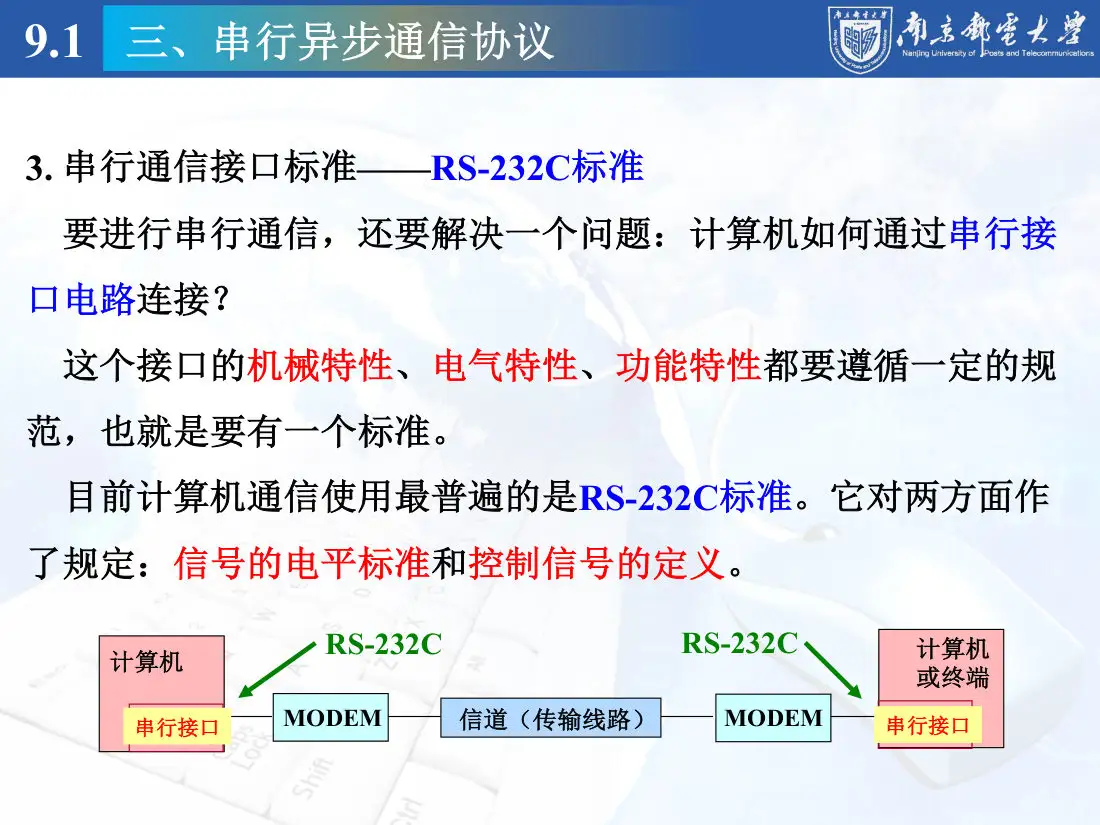 9.1 三、串行异步通信协议
南京邮电大学
Nanjing University of Posts and Telecommunications
3. 串行通信接口标准——RS-232C标准
要进行串行通信，还要解决一个问题：计算机如何通过串行接
口电路连接？
这个接口的机械特性、电气特性、功能特性都要遵循一定的规
范，也就是要有一个标准。
目前计算机通信使用最普遍的是RS-232C标准。它对两方面作
了规定：信号的电平标准和控制信号的定义。
RS-232C
RS-232C
计算机
计算机
或终端
串行接口
MODEM
信道（传输线路）
MODEM
串行接口
Shift
Ctrl